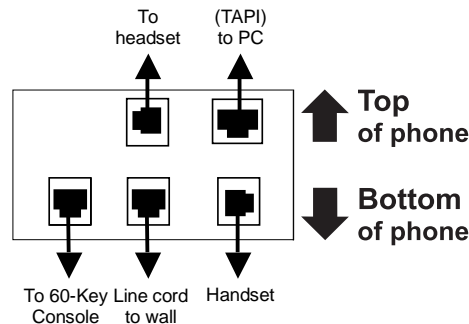 To
headset
(TAPI)
to PC
Top
of phone
Bottom
of phone
To 60-Key
Console
Line cord
to wall
Handset